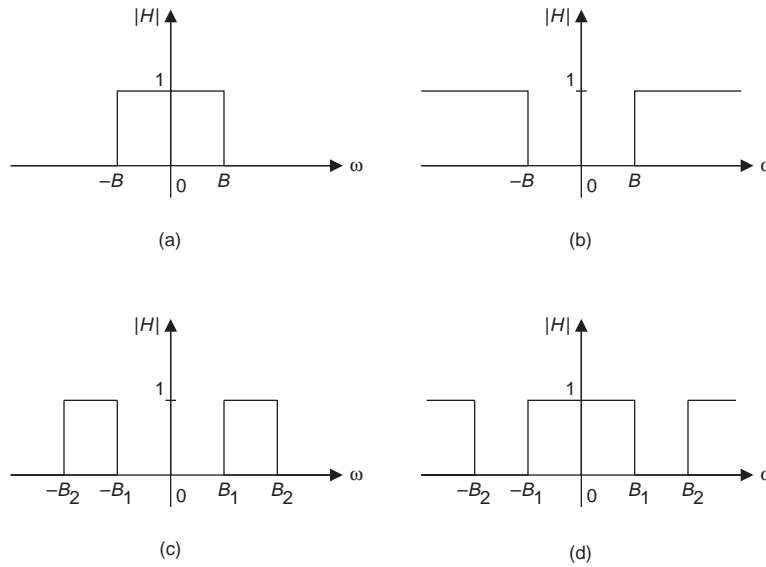 |H|
1
ω
–B
0
B
(a)
|H|
1
ω
–B
0
B
(b)
|H|
1
ω
–B2
–B1
0
B1
B2
(c)
|H|
1
ω
–B2
–B1
0
B1
B2
(d)